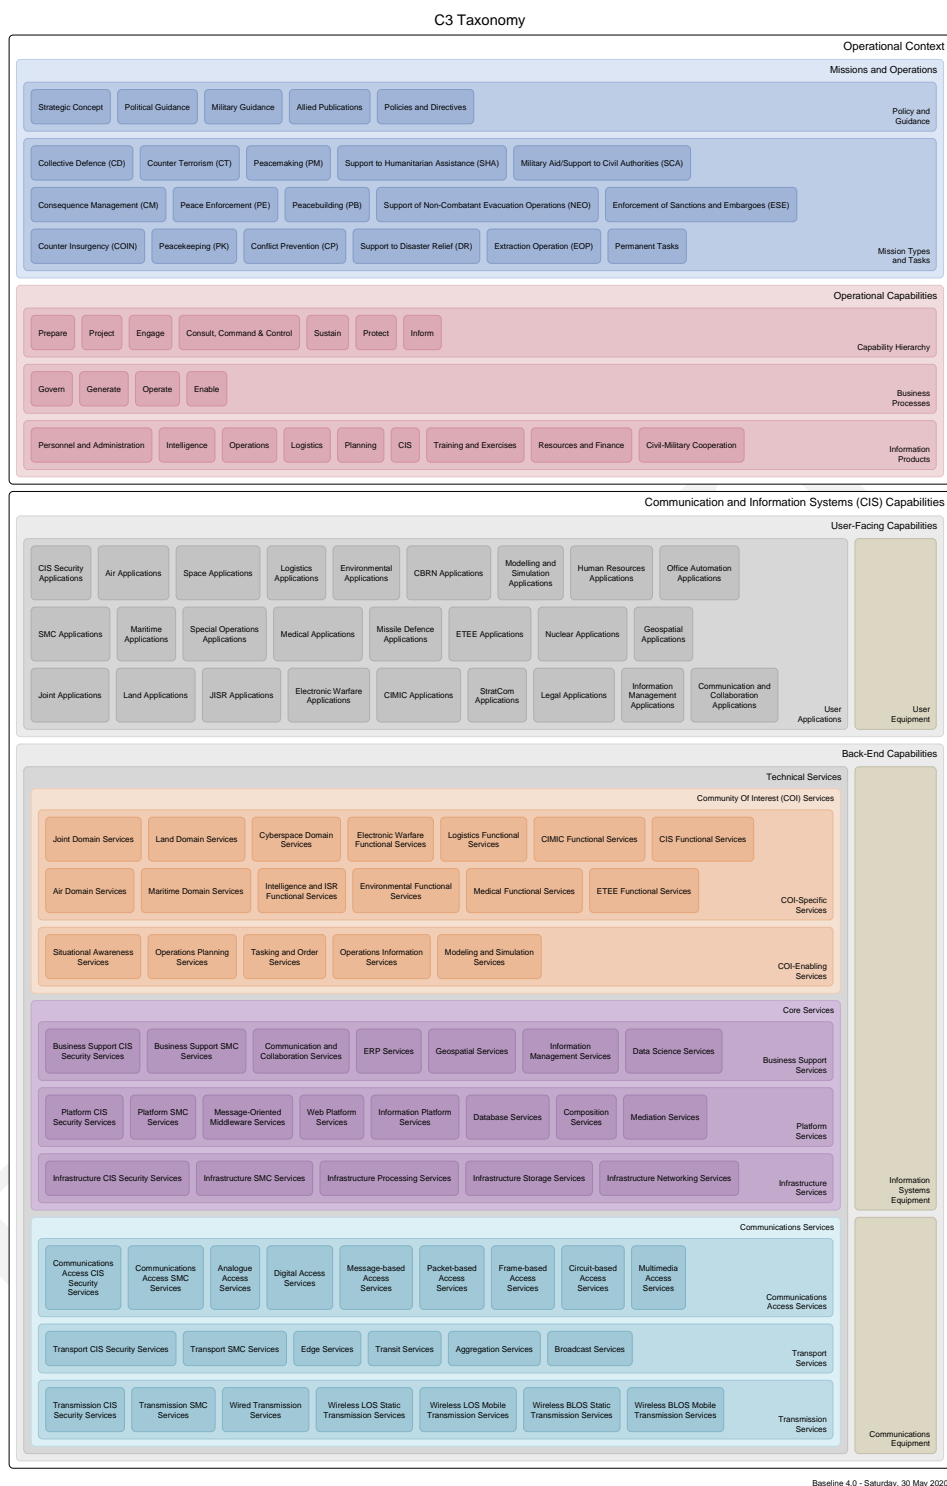 C3 Taxonomy
Operational Context
Missions and Operations
Strategic Concept
Political Guidance
Military Guidance
Allied Publications
Policies and Directives
Policy and
Guidance
Collective Defence (CD)
Counter Terrorism (CT)
Peacemaking (PM)
Support to Humanitarian Assistance (SHA)
Military Aid/Support to Civil Authorities (SCA)
Consequence Management (CM)
Peace Enforcement (PE)
Peacebuilding (PB)
Support of Non-Combatant Evacuation Operations (NEO)
Enforcement of Sanctions and Embargoes (ESE)
Counter Insurgency (COIN)
Peacekeeping (PK)
Conflict Prevention (CP)
Support to Disaster Relief (DR)
Extraction Operation (EOP)
Permanent Tasks
Mission Types
and Tasks
Operational Capabilities
Prepare
Project
Engage
Consult, Command & Control
Sustain
Protect
Inform
Capability Hierarchy
Govern
Generate
Operate
Enable
Business
Processes
Personnel and Administration
Intelligence
Operations
Logistics
Planning
CIS
Training and Exercises
Resources and Finance
Civil-Military Cooperation
Information
Products
Communication and Information Systems (CIS) Capabilities
User-Facing Capabilities
CIS Security
Applications
Air Applications
Space Applications
Logistics
Applications
Environmental
Applications
CBRN Applications
Modelling and
Simulation
Applications
Human Resources
Applications
Office Automation
Applications
SMC Applications
Maritime
Applications
Special Operations
Applications
Medical Applications
Missile Defence
Applications
ETEE Applications
Nuclear Applications
Geospatial
Applications
Joint Applications
Land Applications
JISR Applications
Electronic Warfare
Applications
CIMIC Applications
StratCom
Applications
Legal Applications
Information
Management
Applications
Communication and
Collaboration
Applications
User
Applications
User
Equipment
Back-End Capabilities
Technical Services
Community Of Interest (COI) Services
Joint Domain Services
Land Domain Services
Cyberspace Domain
Services
Electronic Warfare
Functional Services
Logistics Functional
Services
CIMIC Functional Services
CIS Functional Services
Air Domain Services
Maritime Domain Services
Intelligence and ISR
Functional Services
Environmental Functional
Services
Medical Functional Services
ETEE Functional Services
COI-Specific
Services
Situational Awareness
Services
Operations Planning
Services
Tasking and Order
Services
Operations Information
Services
Modeling and Simulation
Services
COI-Enabling
Services
Core Services
Business Support CIS
Security Services
Business Support SMC
Services
Communication and
Collaboration Services
ERP Services
Geospatial Services
Information
Management Services
Data Science Services
Business Support
Services
Platform CIS
Security Services
Platform SMC
Services
Message-Oriented
Middleware Services
Web Platform
Services
Information Platform
Services
Database Services
Composition
Services
Mediation Services
Platform
Services
Infrastructure CIS Security Services
Infrastructure SMC Services
Infrastructure Processing Services
Infrastructure Storage Services
Infrastructure Networking Services
Infrastructure
Services
Information
Systems
Equipment
Communications Services
Communications
Access CIS
Security
Services
Communications
Access SMC
Services
Analogue
Access
Services
Digital Access
Services
Message-based
Access
Services
Packet-based
Access
Services
Frame-based
Access
Services
Circuit-based
Access
Services
Multimedia
Access
Services
Communications
Access Services
Transport CIS Security Services
Transport SMC Services
Edge Services
Transit Services
Aggregation Services
Broadcast Services
Transport
Services
Transmission CIS
Security Services
Transmission SMC
Services
Wired Transmission
Services
Wireless LOS Static
Transmission Services
Wireless LOS Mobile
Transmission Services
Wireless BLOS Static
Transmission Services
Wireless BLOS Mobile
Transmission Services
Transmission
Services
Communications
Equipment
Baseline 4.0 - Saturday, 30 May 2020